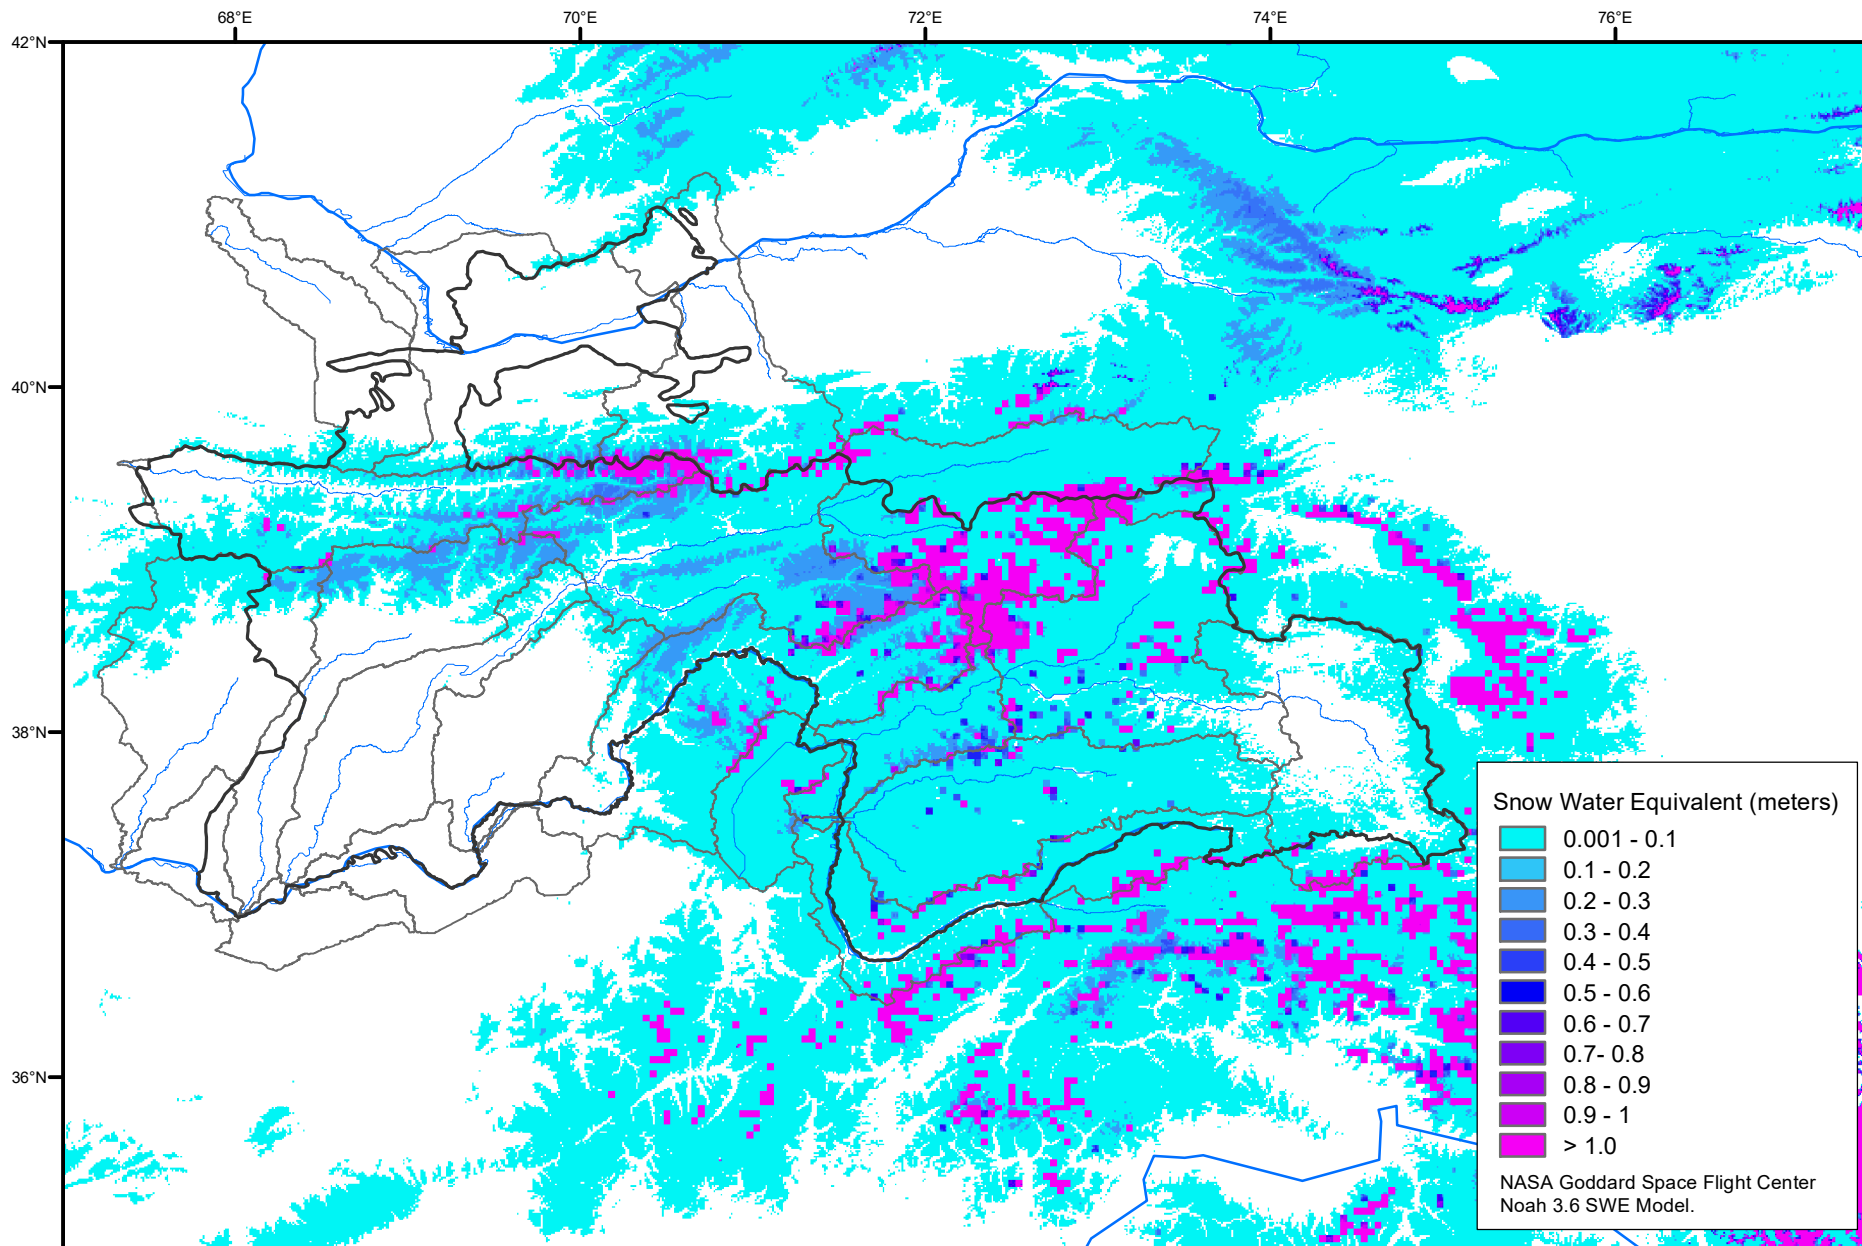 68°E
70°E
72°E
74°E
76°E
42°N
40°N
38°N
36°N
Snow Water Equivalent (meters)
0.001 - 0.1
0.1 - 0.2
0.2 - 0.3
0.3 - 0.4
0.4 - 0.5
0.5 - 0.6
0.6 - 0.7
0.7- 0.8
0.8 - 0.9
0.9 - 1
> 1.0
NASA Goddard Space Flight Center
Noah 3.6 SWE Model.